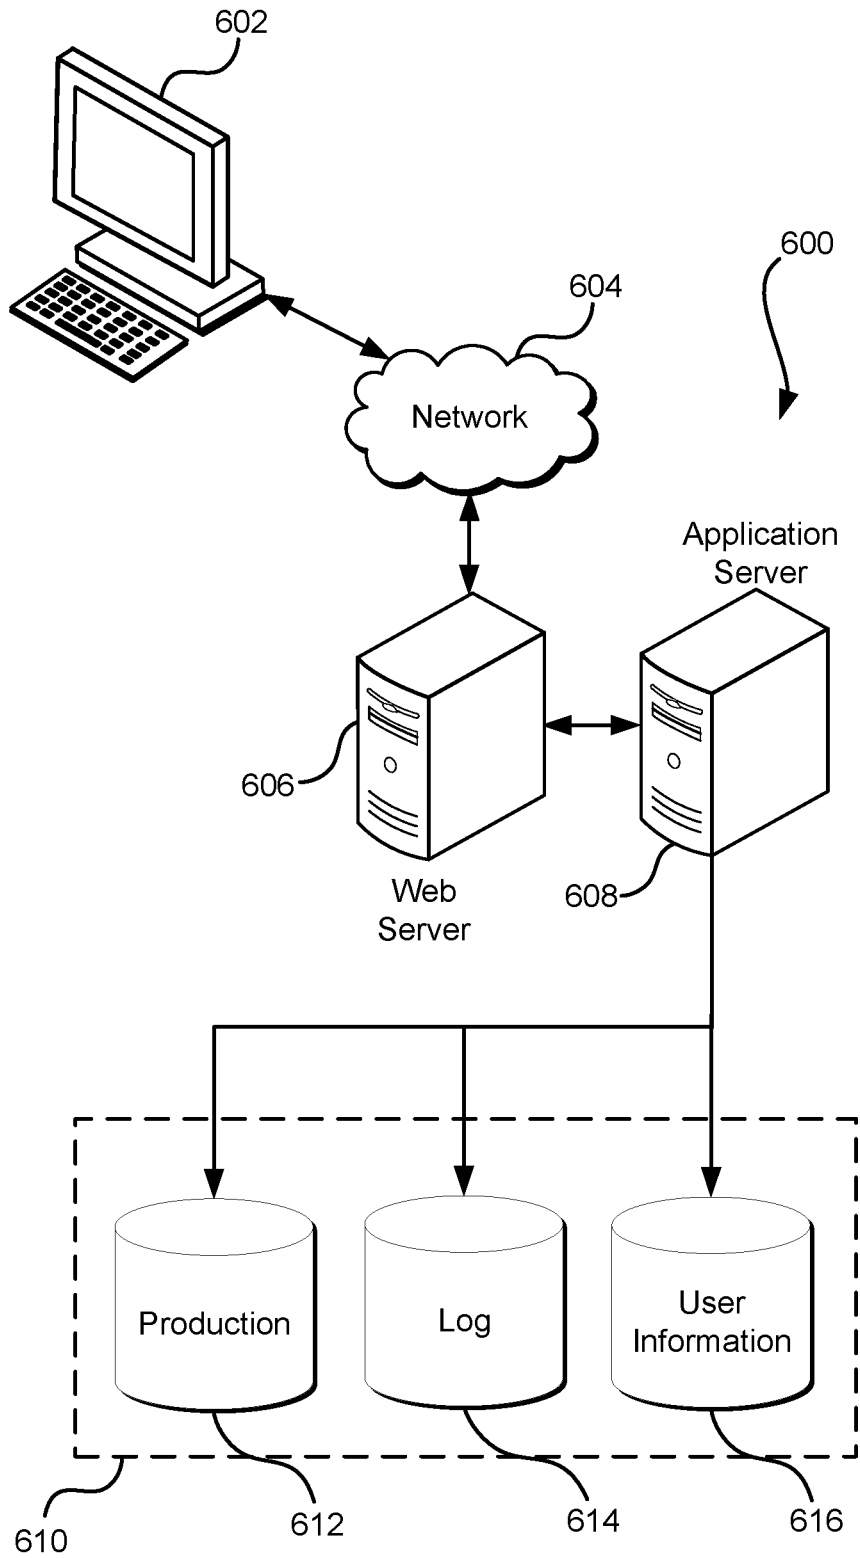 602
600
604
Network
Application
Server
606
608
Web
Server
Production
Log
User
Information
610
612
614
616